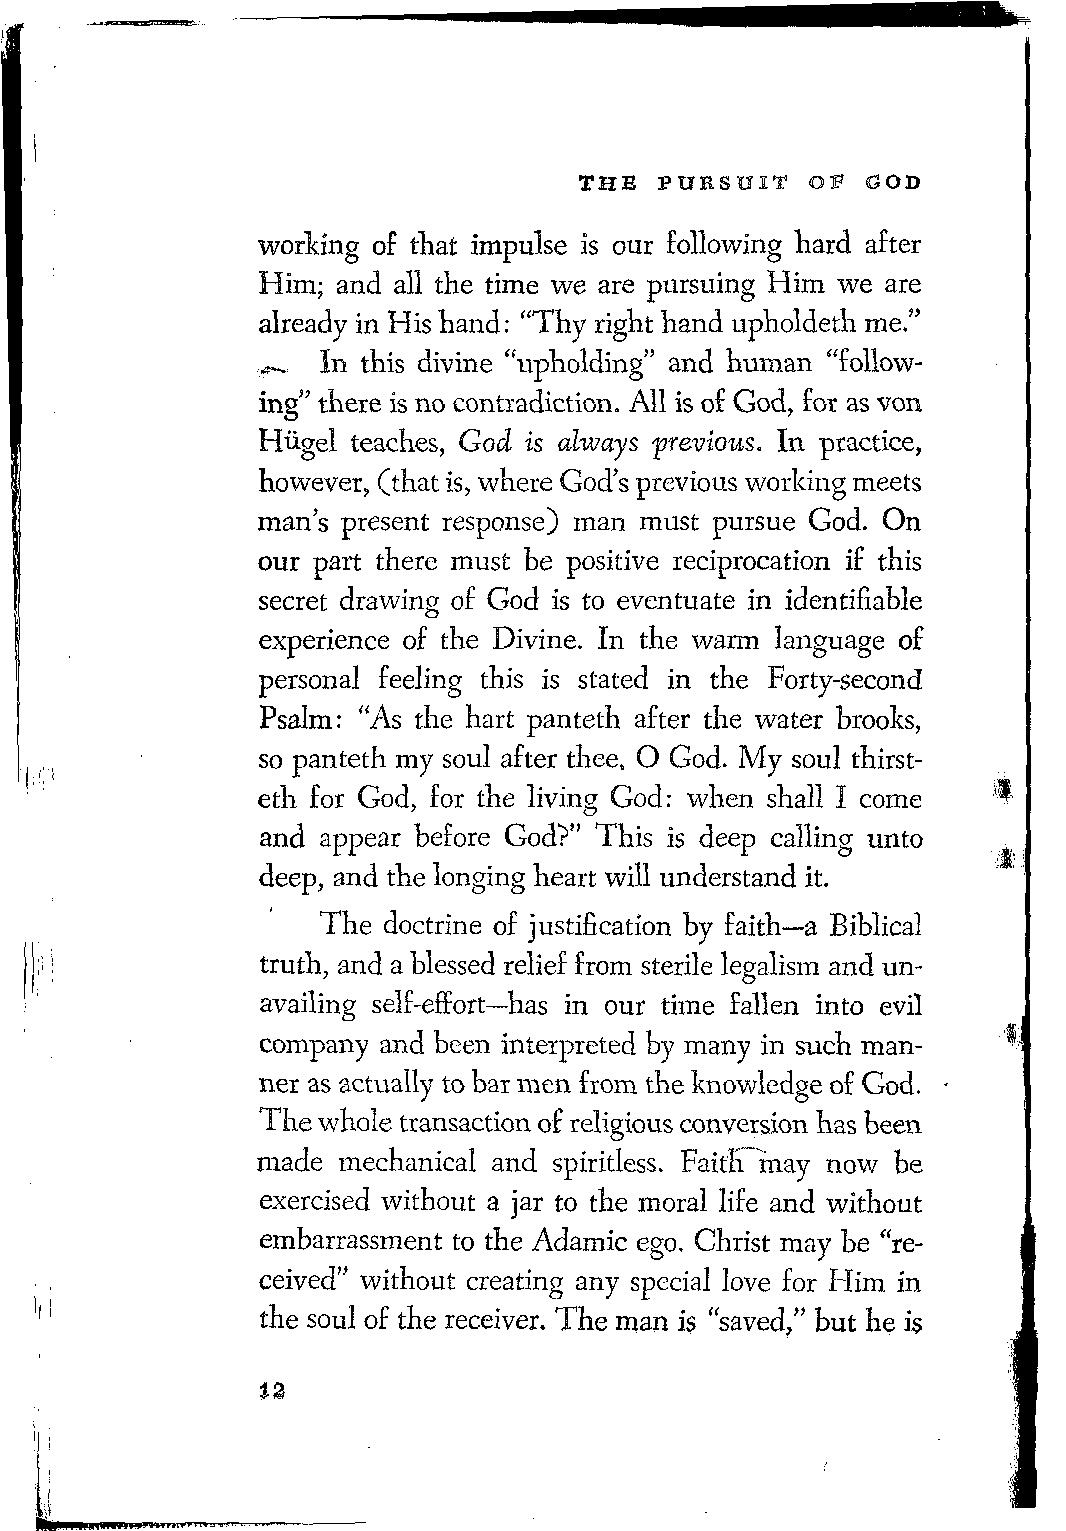 THE PURSUIT OF GOD
working of that impulse is our following hard after
Him; and all the time we are pursuing Him we are
already in His hand: “Thy right hand upholdeth me.”
In this divine “upholding” and human “follow-
ing” there is no contradiction. All is of God, for as von
Hügel teaches, God is always previous. In practice,
however, (that is, where God’s previous working meets
man’s present response) man must pursue God. On
our part there must be positive reciprocation if this
secret drawing of God is to eventuate in identifiable
experience of the Divine. In the warm language of
personal feeling this is stated in the Forty-second
Psalm: “As the hart panteth after the water brooks,
so panteth my soul after thee, O God. My soul thirst-
eth for God, for the living God: when shall I come
and appear before God?” This is deep calling unto
deep, and the longing heart will understand it.
The doctrine of justification by faith—a Biblical
truth, and a blessed relief from sterile legalism and un-
availing self-effort—has in our time fallen into evil
company and been interpreted by many in such man-
ner as actually to bar men from the knowledge of God.
The whole transaction of religious conversion has been
made mechanical and spiritless. Faith may now be
exercised without a jar to the moral life and without
embarrassment to the Adamic ego. Christ may be “re-
ceived” without creating any special love for Him in
the soul of the receiver. The man is “saved,” but he is
12